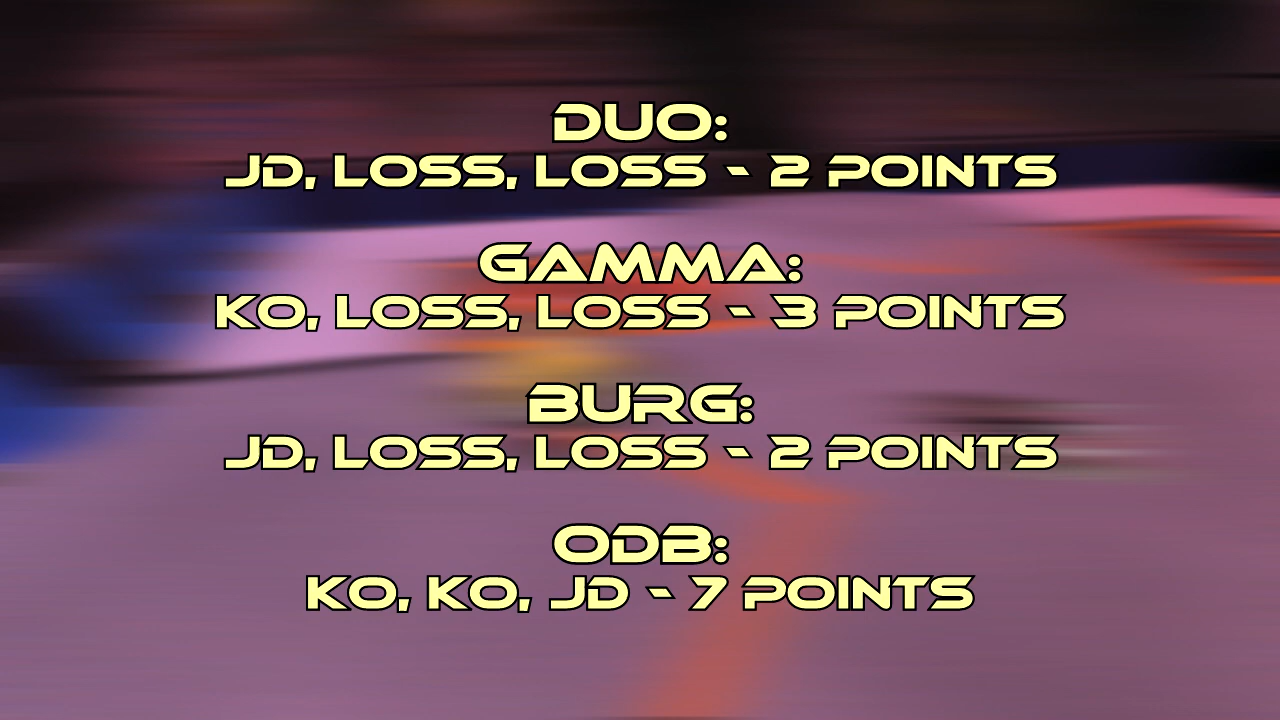 DUO:
JD, LOSS, LOSS - 2 POINTS
GAMMA:
KO, LOSS, LOSS - 3 POINTS
BURG:
JD, LOSS, LOSS - 2 POINTS
ODB:
KO, KO, JD - 7 POINTS